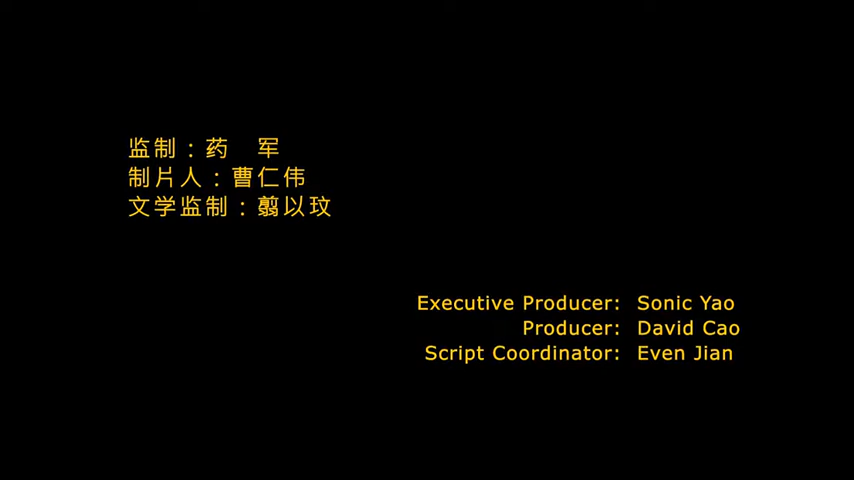 监制：药　军
制片人：曹仁伟
文学监制：翦以玟
Executive Producer: Sonic Yao
Producer: David Cao
Script Coordinator: Even Jian